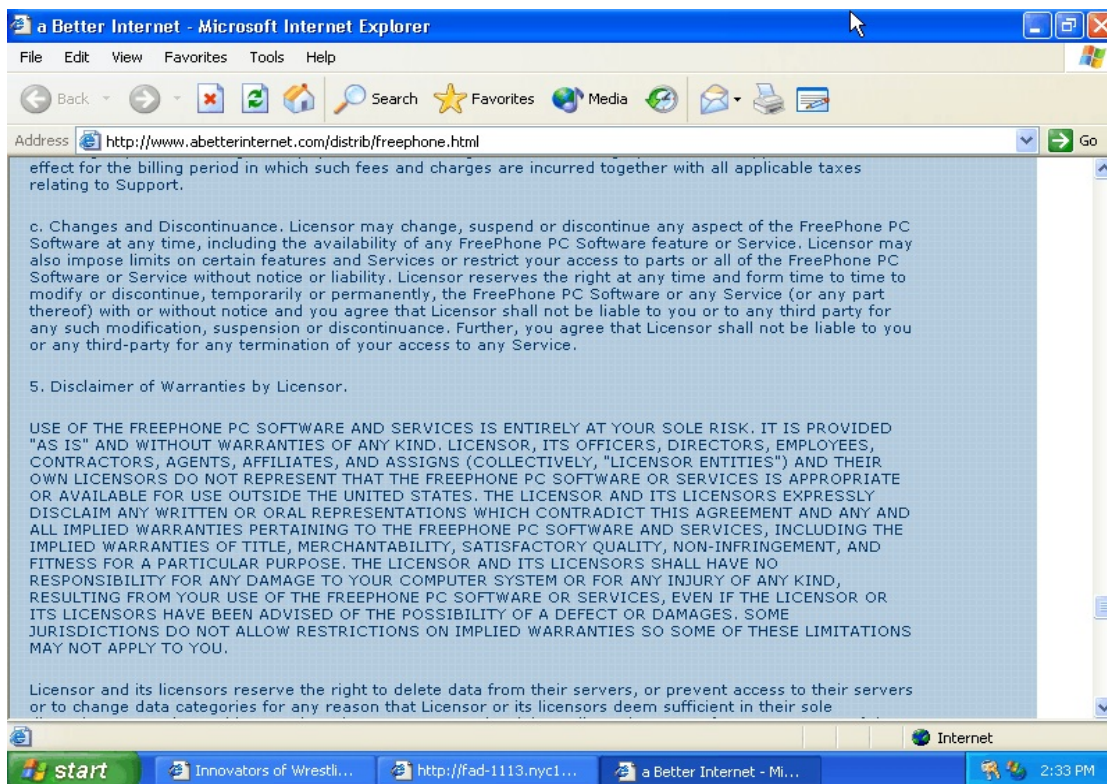 a Better Internet - Microsoft Internet Explorer
File Edit View Favorites Tools Help
Back Search Favorites Media
Address http://www.abetterinternet.com/distrib/freephone.html Go
effect for the billing period in which such fees and charges are incurred together with all applicable taxes
relating to Support.
c. Changes and Discontinuance. Licensor may change, suspend or discontinue any aspect of the FreePhone PC
Software at any time, including the availability of any FreePhone PC Software feature or Service. Licensor may
also impose limits on certain features and Services or restrict your access to parts or all of the FreePhone PC
Software or Service without notice or liability. Licensor reserves the right at any time and form time to time to
modify or discontinue, temporarily or permanently, the FreePhone PC Software or any Service (or any part
thereof) with or without notice and you agree that Licensor shall not be liable to you or to any third party for
any such modification, suspension or discontinuance. Further, you agree that Licensor shall not be liable to you
or any third-party for any termination of your access to any Service.
5. Disclaimer of Warranties by Licensor.
USE OF THE FREEPHONE PC SOFTWARE AND SERVICES IS ENTIRELY AT YOUR SOLE RISK. IT IS PROVIDED
"AS IS" AND WITHOUT WARRANTIES OF ANY KIND. LICENSOR, ITS OFFICERS, DIRECTORS, EMPLOYEES,
CONTRACTORS, AGENTS, AFFILIATES, AND ASSIGNS (COLLECTIVELY, "LICENSOR ENTITIES") AND THEIR
OWN LICENSORS DO NOT REPRESENT THAT THE FREEPHONE PC SOFTWARE OR SERVICES IS APPROPRIATE
OR AVAILABLE FOR USE OUTSIDE THE UNITED STATES. THE LICENSOR AND ITS LICENSORS EXPRESSLY
DISCLAIM ANY WRITTEN OR ORAL REPRESENTATIONS WHICH CONTRADICT THIS AGREEMENT AND ANY AND
ALL IMPLIED WARRANTIES PERTAINING TO THE FREEPHONE PC SOFTWARE AND SERVICES, INCLUDING THE
IMPLIED WARRANTIES OF TITLE, MERCHANTABILITY, SATISFACTORY QUALITY, NON-INFRINGEMENT, AND
FITNESS FOR A PARTICULAR PURPOSE. THE LICENSOR AND ITS LICENSORS SHALL HAVE NO
RESPONSIBILITY FOR ANY DAMAGE TO YOUR COMPUTER SYSTEM OR FOR ANY INJURY OF ANY KIND,
RESULTING FROM YOUR USE OF THE FREEPHONE PC SOFTWARE OR SERVICES, EVEN IF THE LICENSOR OR
ITS LICENSORS HAVE BEEN ADVISED OF THE POSSIBILITY OF A DEFECT OR DAMAGES. SOME
JURISDICTIONS DO NOT ALLOW RESTRICTIONS ON IMPLIED WARRANTIES SO SOME OF THESE LIMITATIONS
MAY NOT APPLY TO YOU.
Licensor and its licensors reserve the right to delete data from their servers, or prevent access to their servers
or to change data categories for any reason that Licensor or its licensors deem sufficient in their sole
Internet
start Innovators of Wrestli... http://fad-1113.nyc1... a Better Internet - Mi... 2:33 PM